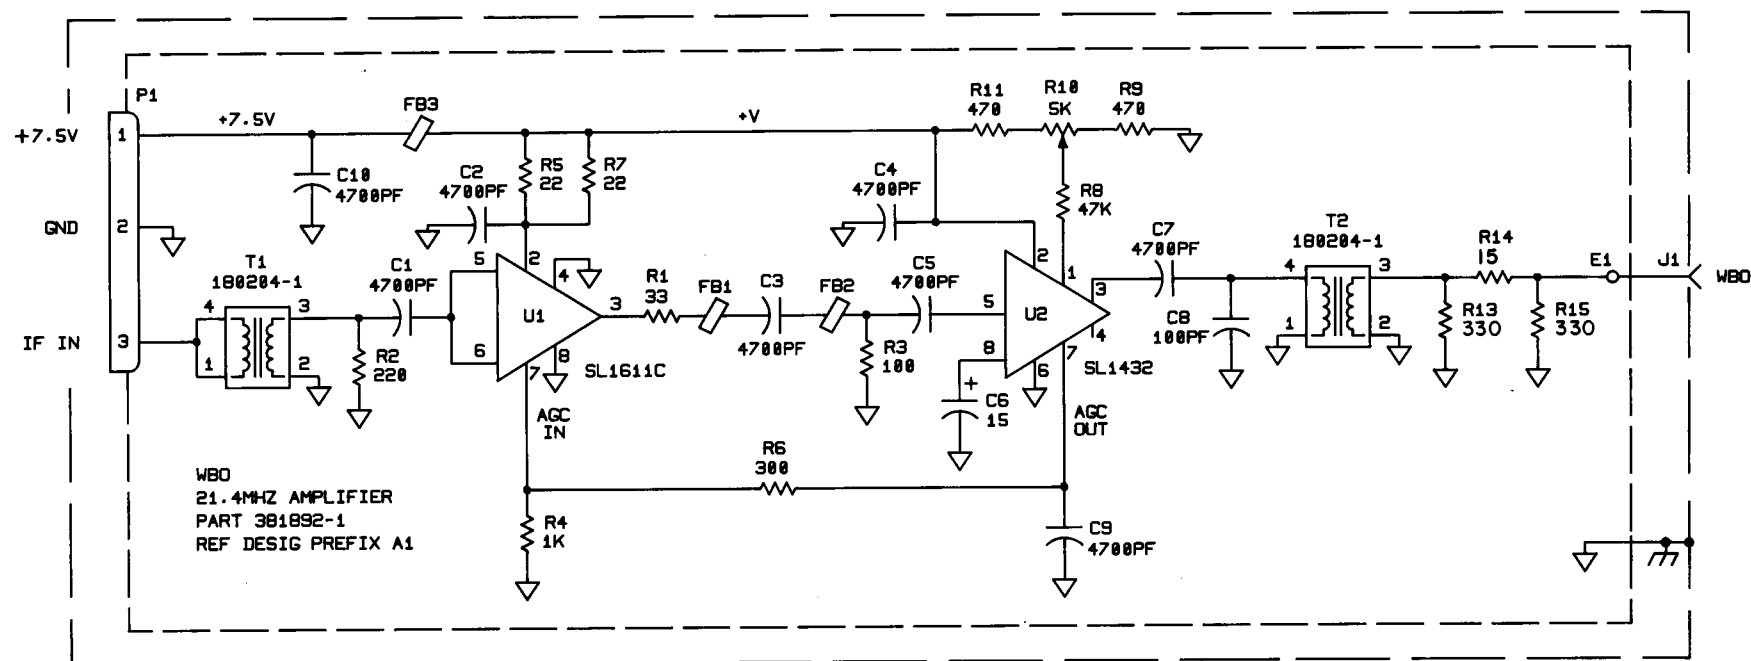 P1
+7.5V
1
GND
2
IF IN
3
+7.5V
FB3
+V
C10
4700PF
C2
4700PF
R5
22
R7
22
R11
470
R10
5K
R9
470
C4
4700PF
R8
47K
T1
180204-1
4
3
1
2
R2
220
C1
4700PF
5
6
2
4
U1
3
8
7
SL1611C
AGC
IN
R1
33
FB1
C3
4700PF
FB2
R3
100
C5
4700PF
5
8
2
1
U2
3
4
7
6
SL1432
C6
+
15
AGC
OUT
C7
4700PF
C8
100PF
T2
180204-1
4
3
1
2
R14
15
R13
330
R15
330
E1
J1
WBO
R6
300
R4
1K
C9
4700PF
WBO
21.4MHZ AMPLIFIER
PART 381892-1
REF DESIG PREFIX A1